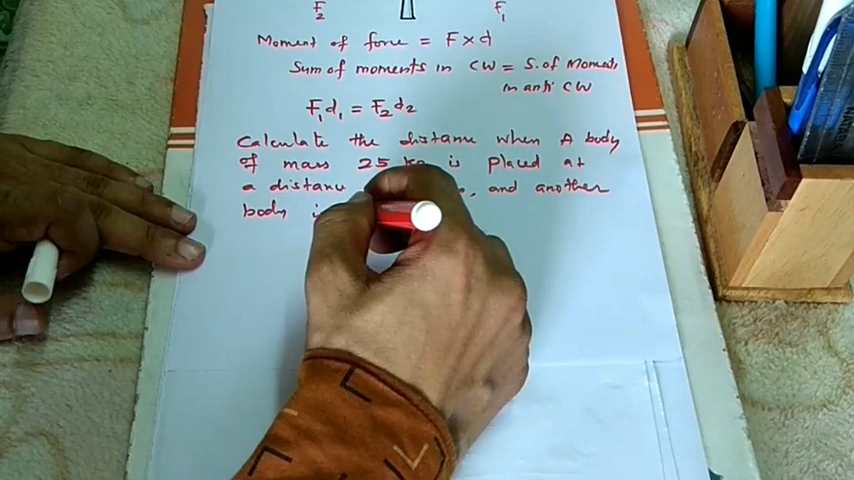 F2 F1
Moment of force = F × d
Sum of moments in CW = S. of Moments
in anti CW
F1d1 = F2d2
Calculate the distance when A body
of mass 25 kg is placed at
a distance and another
body